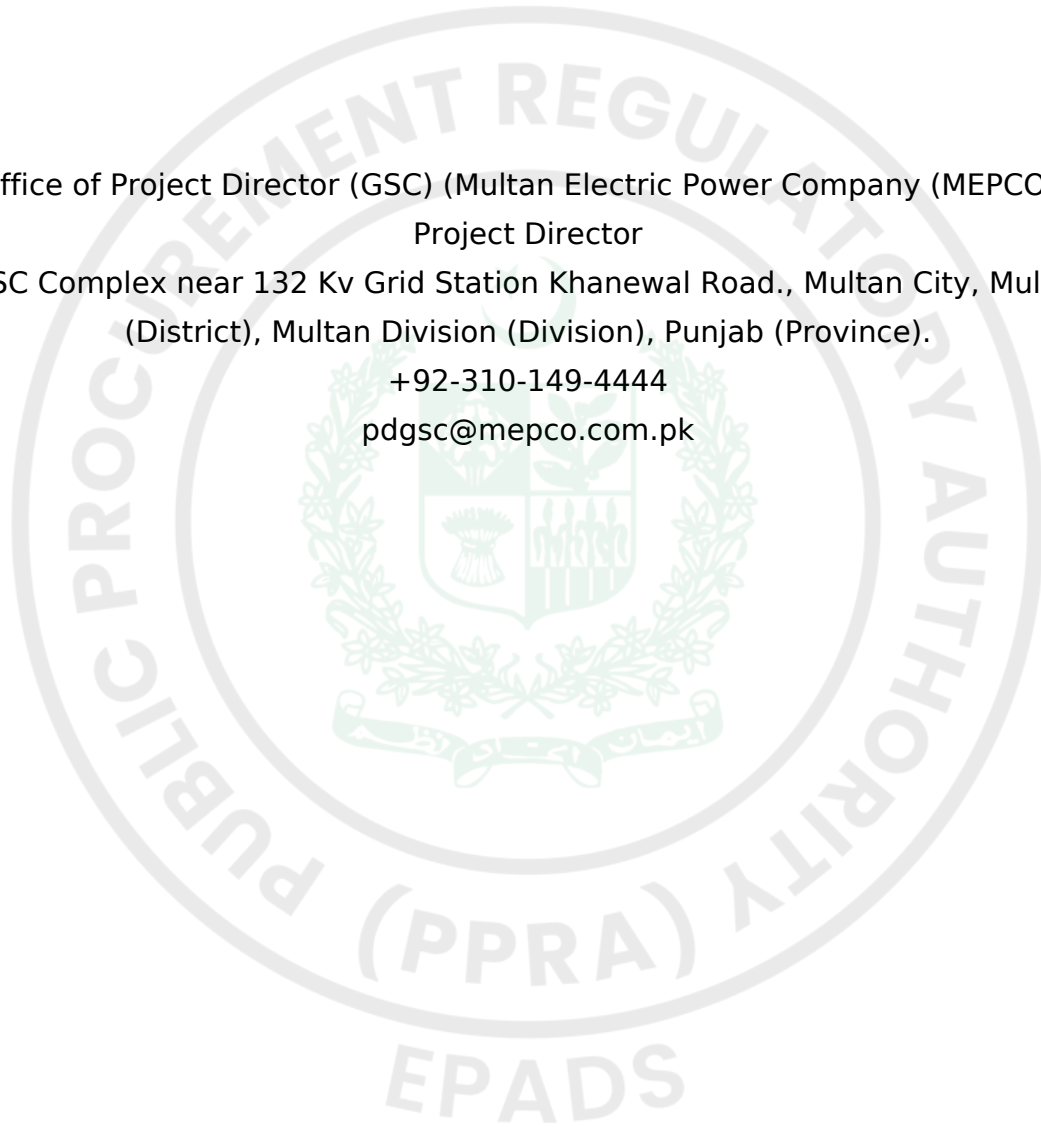 ffice of Project Director (GSC) (Multan Electric Power Company (MEPCO
Project Director
SC Complex near 132 Kv Grid Station Khanewal Road., Multan City, Mul
(District), Multan Division (Division), Punjab (Province).
+92-310-149-4444
pdgsc@mepco.com.pk
PUBLIC PROCUREMENT REGULATORY AUTHORITY
(PPRA)
EPADS